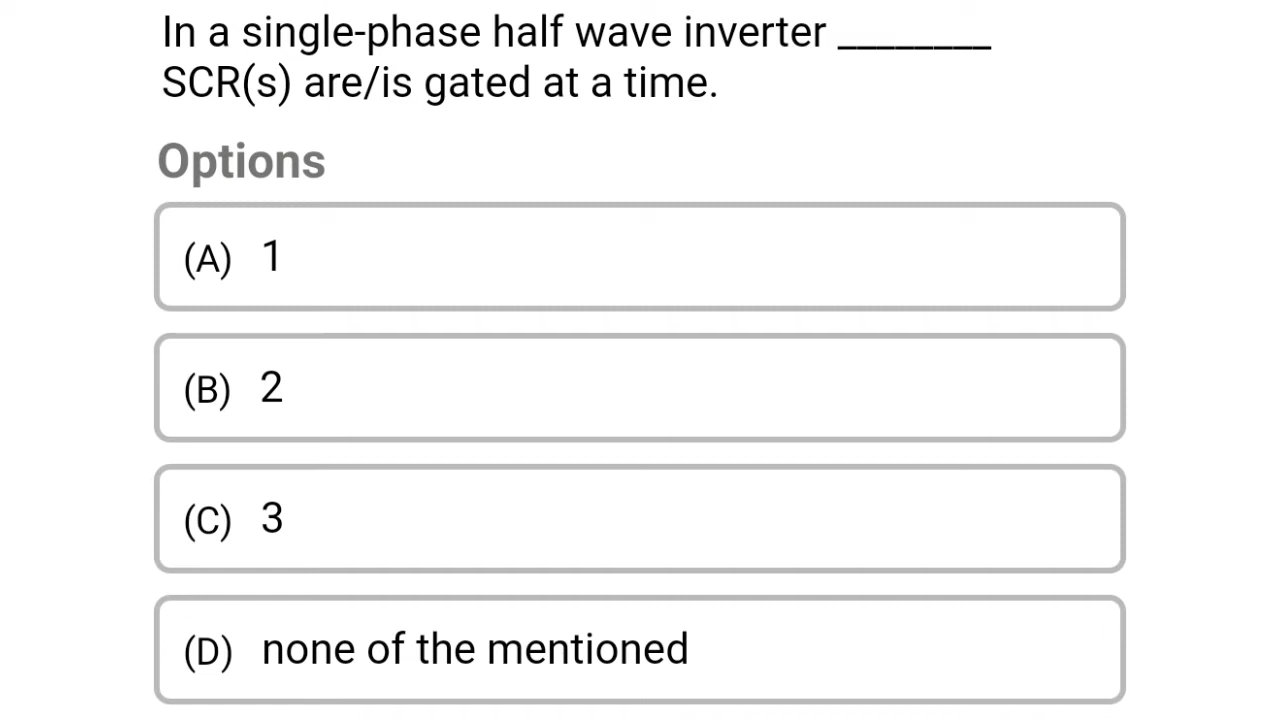 In a single-phase half wave inverter ________
SCR(s) are/is gated at a time.
Options
(A) 1
(B) 2
(C) 3
(D) none of the mentioned